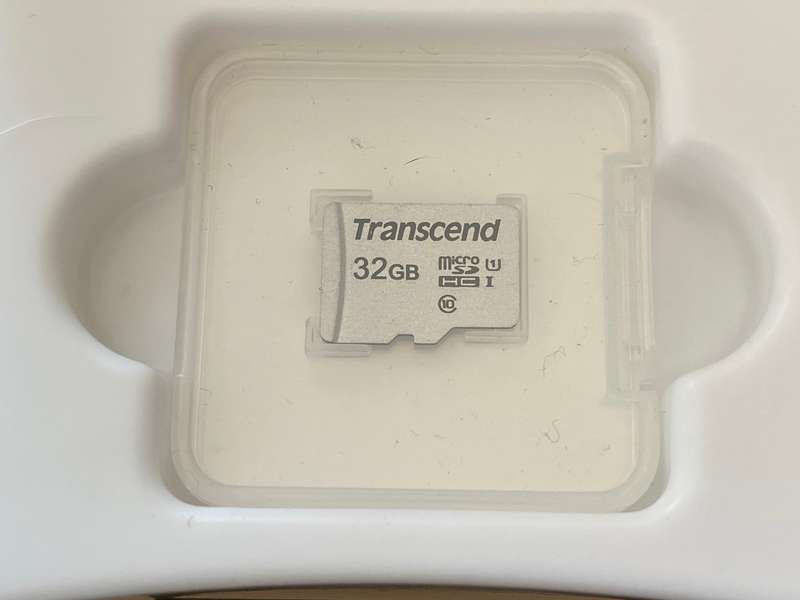 Transcend
32GB
micro SD HC U1 I
10